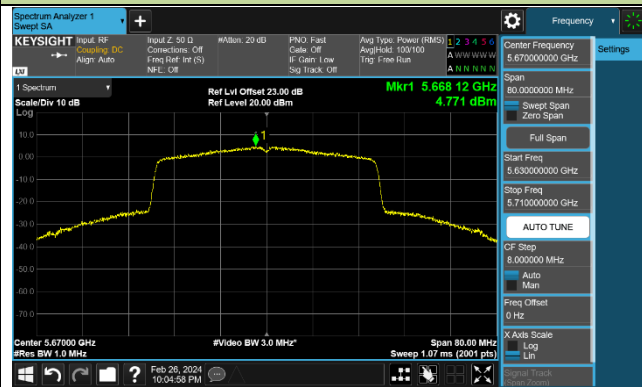 Spectrum Analyzer 1
Swept SA
+
Frequency
KEYSIGHT
Input: RF
Coupling: DC
Align: Auto
Input Z: 50 Ω
Corrections: Off
Freq Ref: Int (S)
NFE: Off
#Atten: 20 dB
PNO: Fast
Gate: Off
IF Gain: Low
Sig Track: Off
Avg Type: Power (RMS)
Avg|Hold: 100/100
Trig: Free Run
1 2 3 4 5 6
A W W W W W
A N N N N N
LXI
1 Spectrum
Scale/Div 10 dB
Log
Ref Lvl Offset 23.00 dB
Ref Level 20.00 dBm
Mkr1 5.668 12 GHz
4.771 dBm
1
10.0
0.00
-10.0
-20.0
-30.0
-40.0
-50.0
-60.0
-70.0
Center 5.67000 GHz
#Res BW 1.0 MHz
#Video BW 3.0 MHz*
Span 80.00 MHz
Sweep 1.07 ms (2001 pts)
Feb 26, 2024
10:04:58 PM
?
Center Frequency
5.670000000 GHz
Span
80.0000000 MHz
Swept Span
Zero Span
Full Span
Start Freq
5.630000000 GHz
Stop Freq
5.710000000 GHz
AUTO TUNE
CF Step
8.000000 MHz
Auto
Man
Freq Offset
0 Hz
X Axis Scale
Log
Lin
Signal Track
(Span Zoom)
Settings